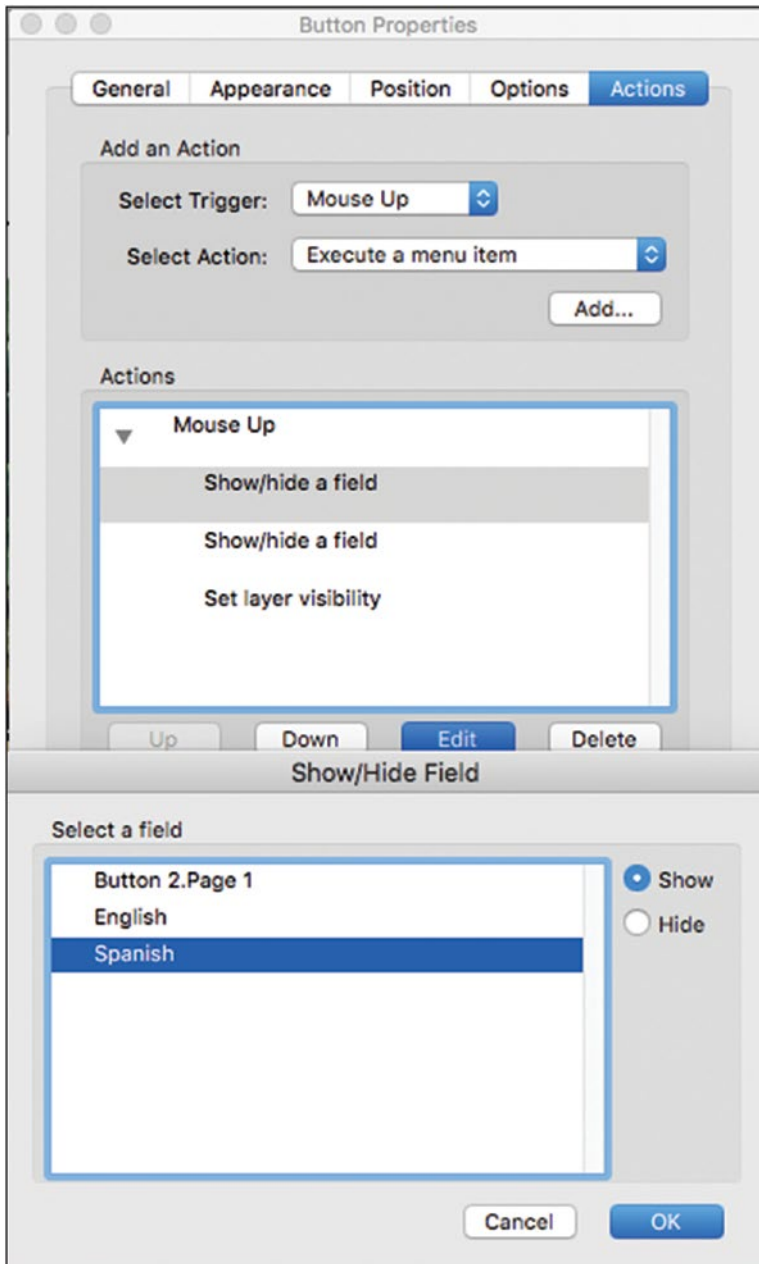 Button Properties
General Appearance Position Options Actions
Add an Action
Select Trigger: Mouse Up
Select Action: Execute a menu item
Add...
Actions
Mouse Up
Show/hide a field
Show/hide a field
Set layer visibility
Up Down Edit Delete
Show/Hide Field
Select a field
Button 2.Page 1
English
Spanish
Show
Hide
Cancel OK